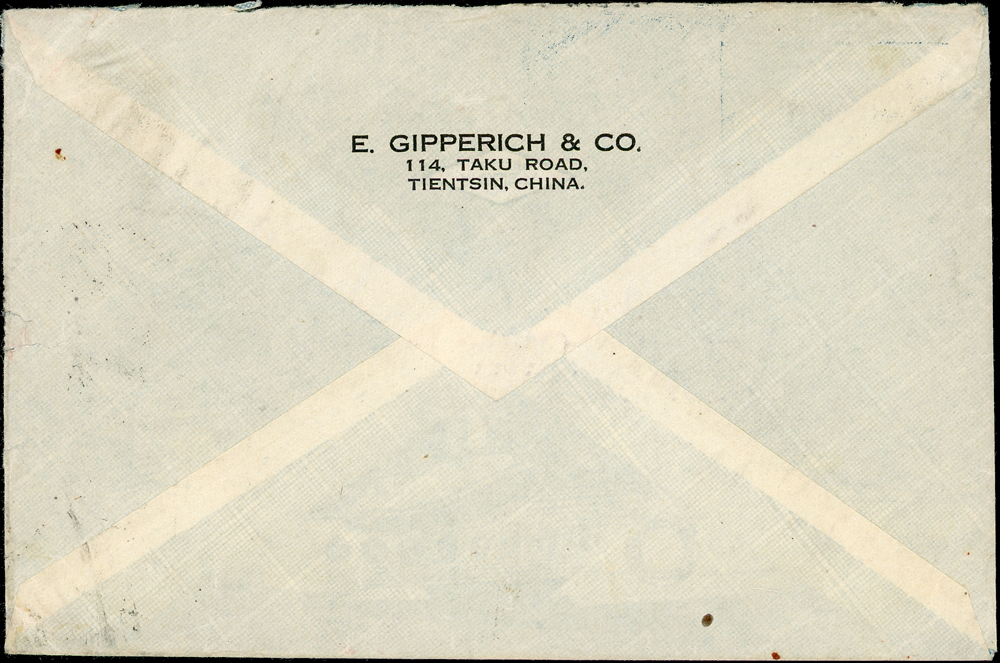 E. GIPPERICH & CO.
114, TAKU ROAD,
TIENTSIN, CHINA.